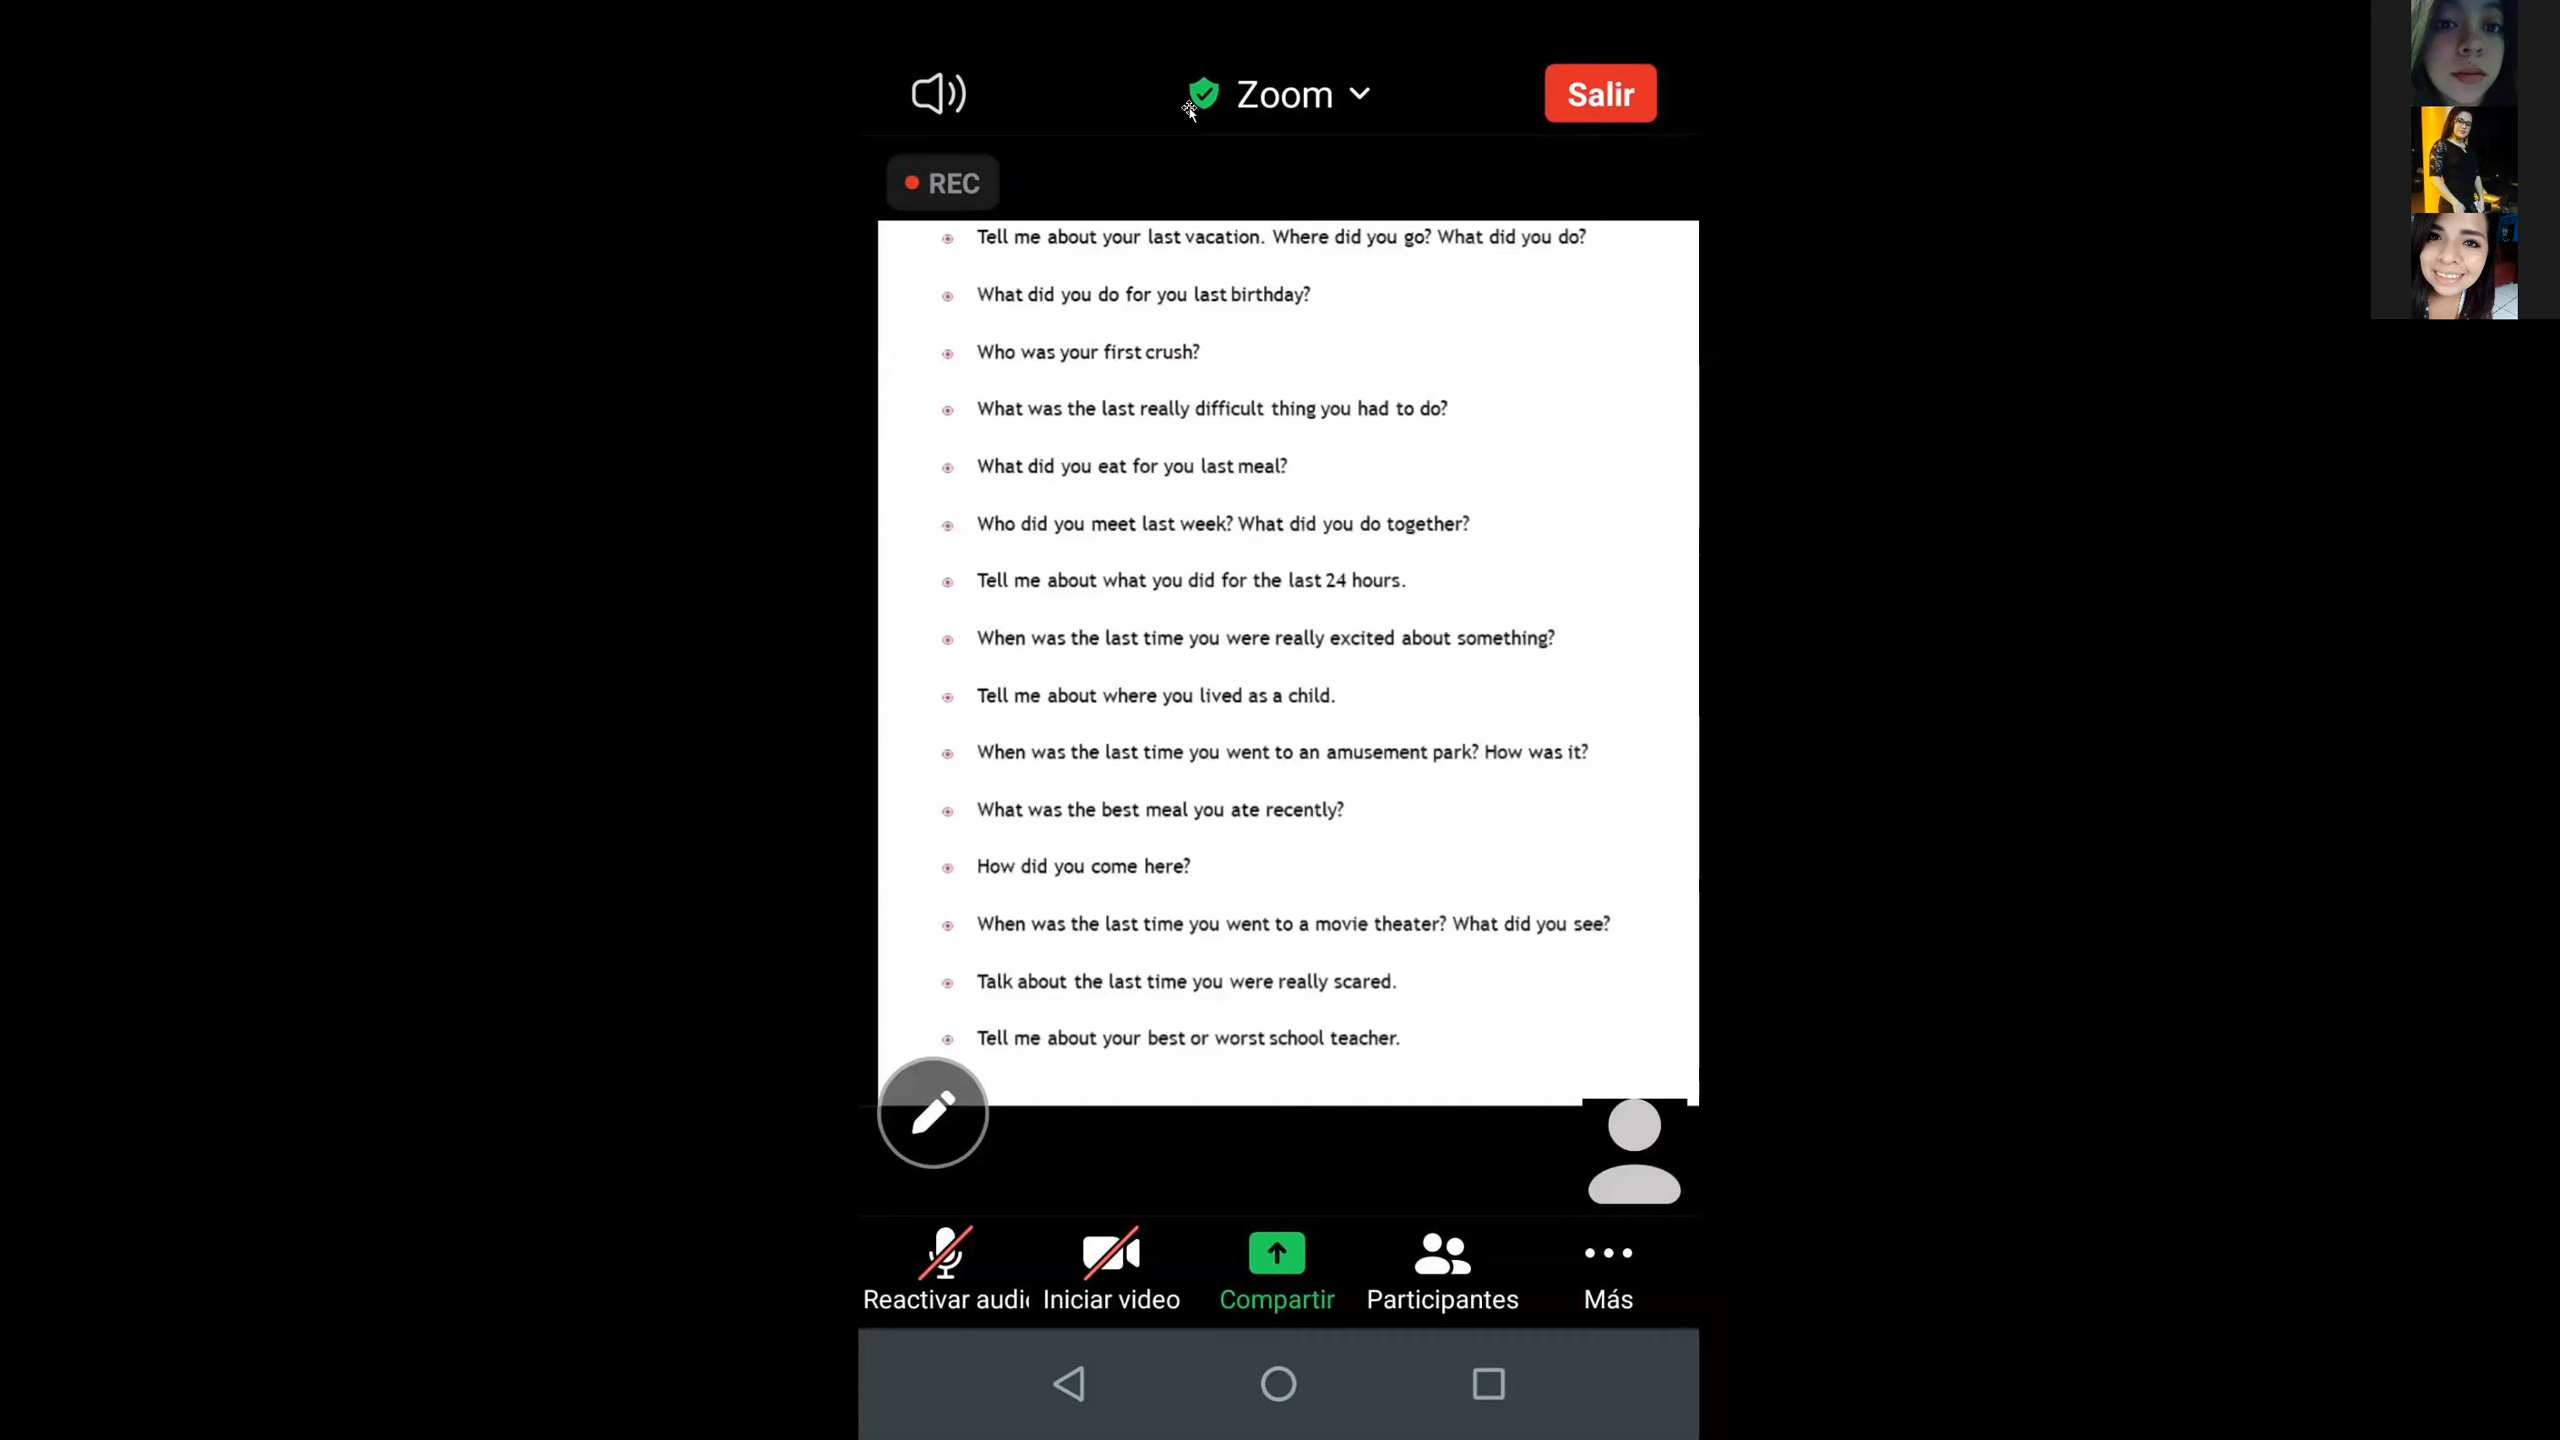 Zoom
Salir
REC
Tell me about your last vacation. Where did you go? What did you do?
What did you do for you last birthday?
Who was your first crush?
What was the last really difficult thing you had to do?
What did you eat for you last meal?
Who did you meet last week? What did you do together?
Tell me about what you did for the last 24 hours.
When was the last time you were really excited about something?
Tell me about where you lived as a child.
When was the last time you went to an amusement park? How was it?
What was the best meal you ate recently?
How did you come here?
When was the last time you went to a movie theater? What did you see?
Talk about the last time you were really scared.
Tell me about your best or worst school teacher.
Reactivar audi Iniciar video Compartir Participantes Más